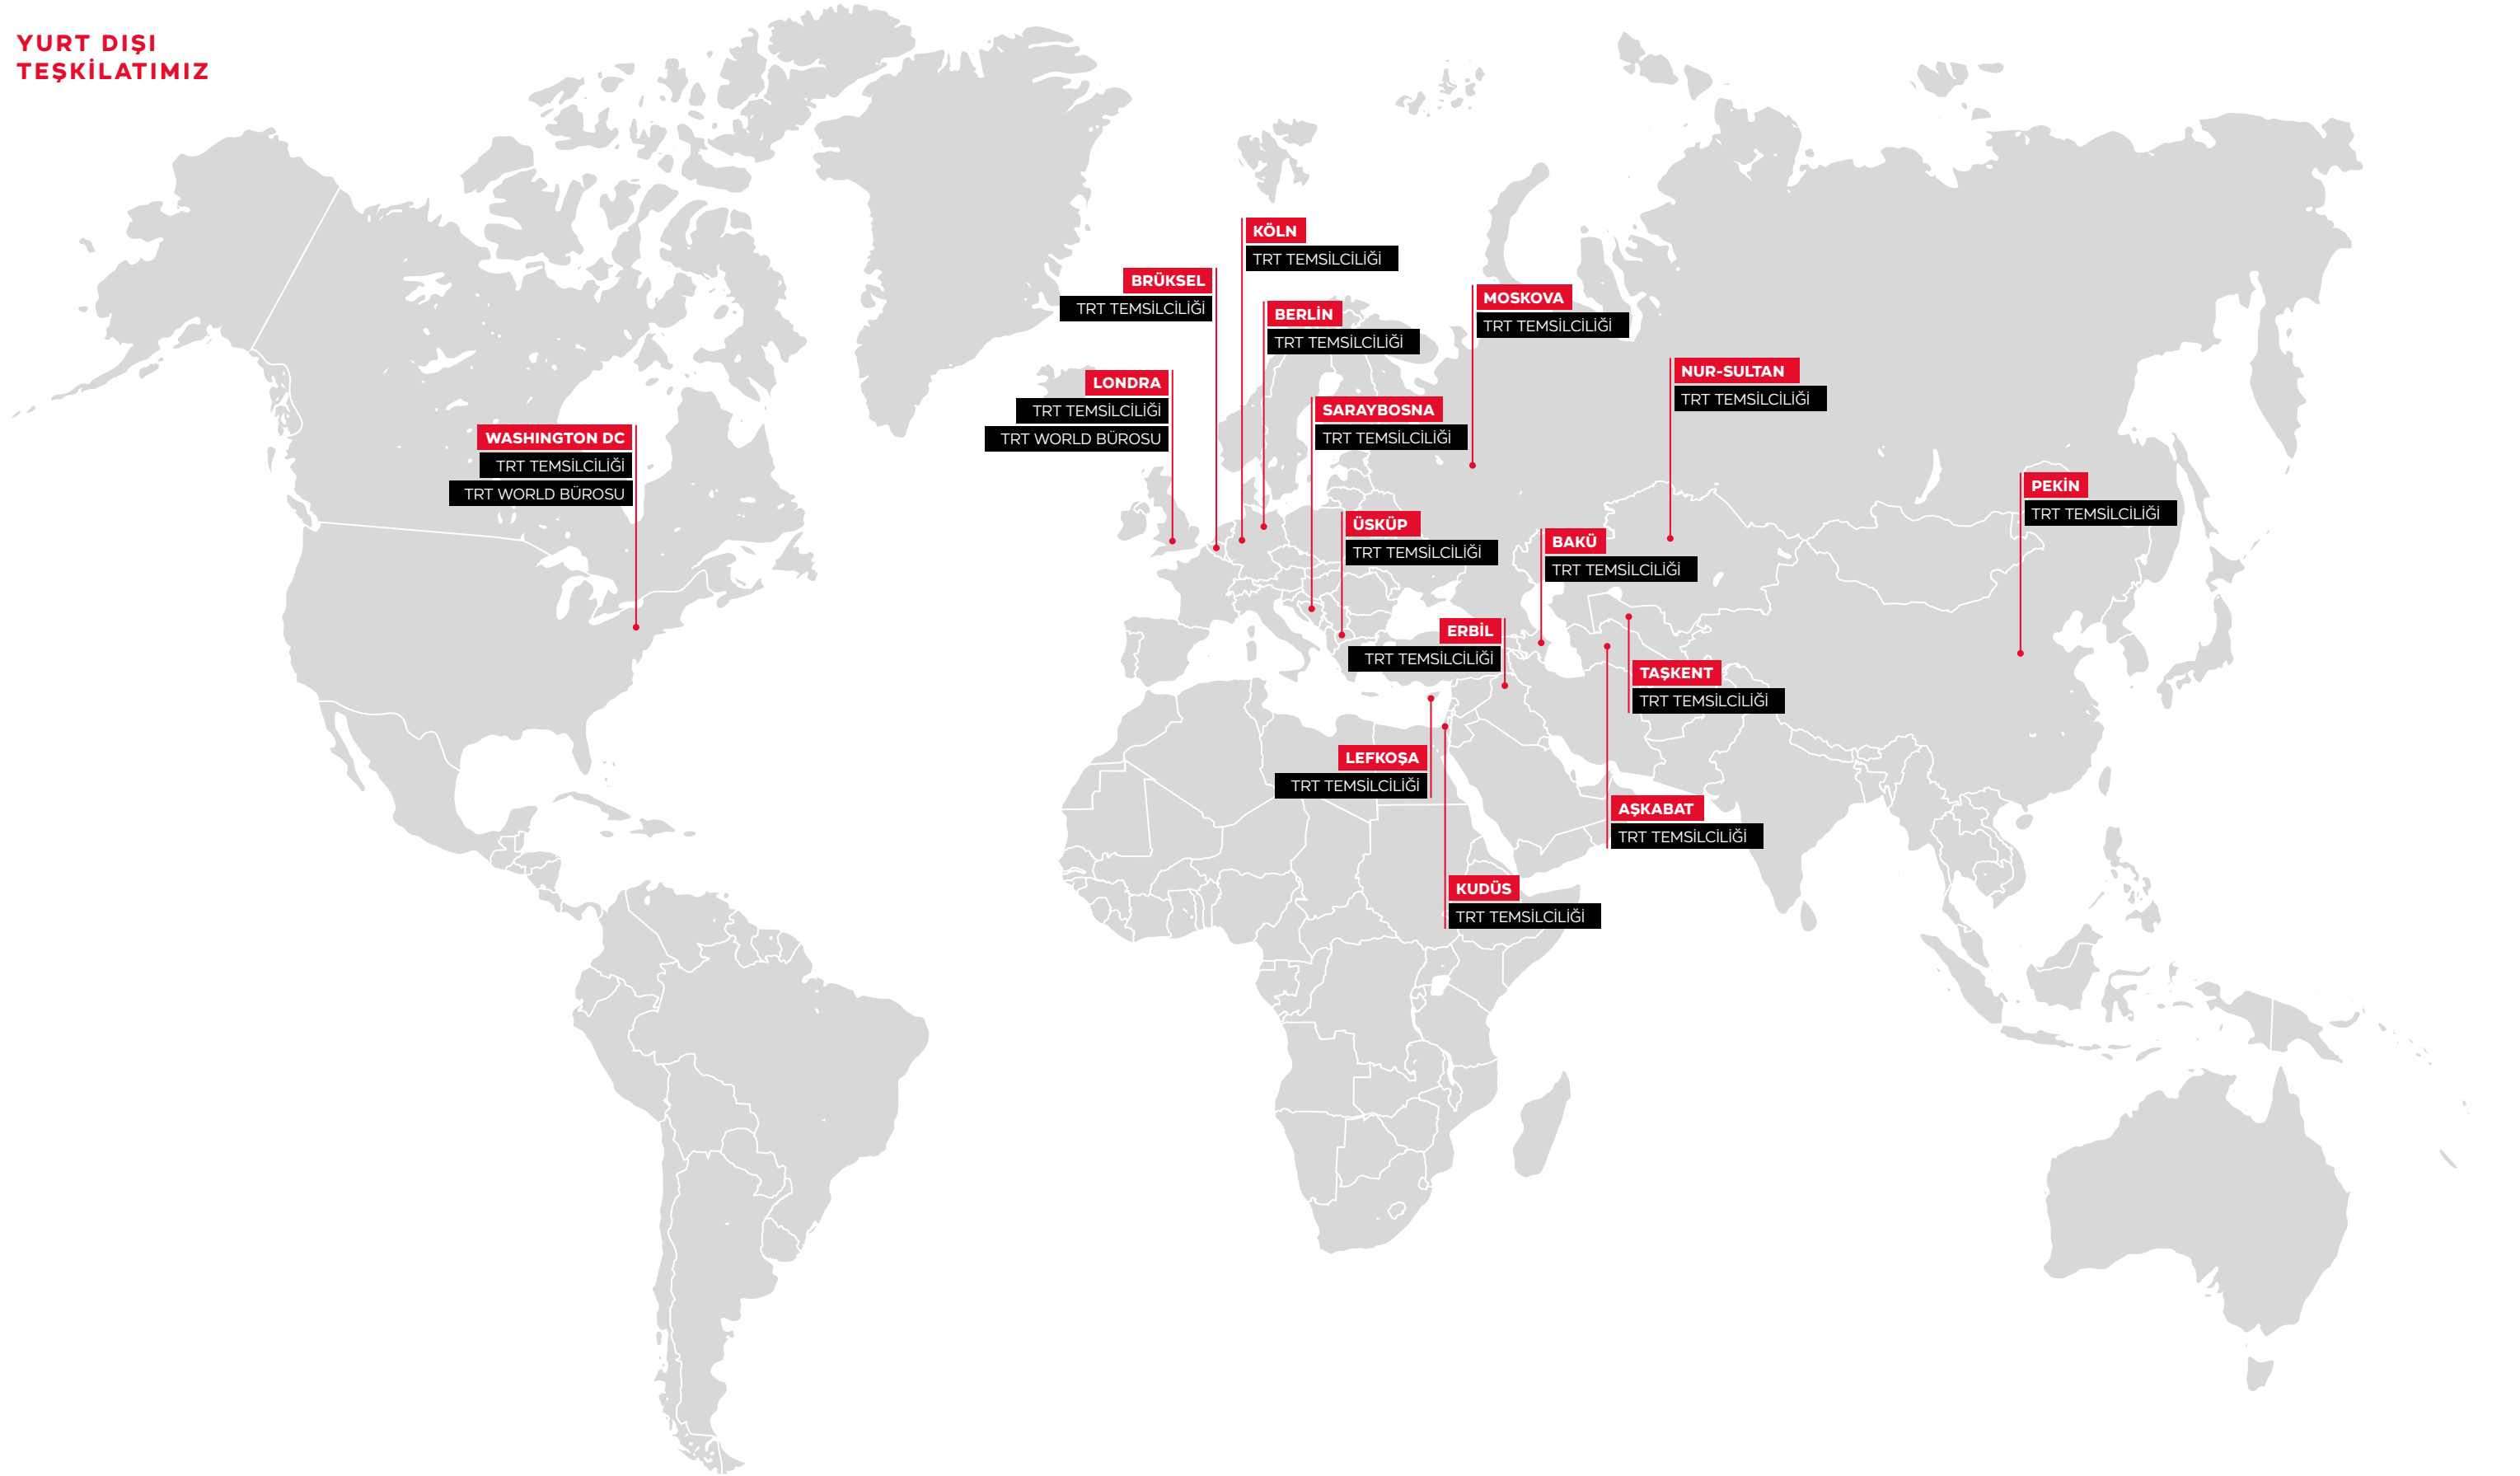 YURT DIŞI
TEŞKİLATIMIZ
KÖLN
TRT TEMSİLCİLİĞİ
BRÜKSEL
TRT TEMSİLCİLİĞİ
MOSKOVA
TRT TEMSİLCİLİĞİ
BERLİN
TRT TEMSİLCİLİĞİ
NUR-SULTAN
TRT TEMSİLCİLİĞİ
LONDRA
TRT TEMSİLCİLİĞİ
TRT WORLD BÜROSU
SARAYBOSNA
TRT TEMSİLCİLİĞİ
WASHINGTON DC
TRT TEMSİLCİLİĞİ
TRT WORLD BÜROSU
PEKİN
TRT TEMSİLCİLİĞİ
ÜSKÜP
TRT TEMSİLCİLİĞİ
BAKÜ
TRT TEMSİLCİLİĞİ
ERBİL
TRT TEMSİLCİLİĞİ
TAŞKENT
TRT TEMSİLCİLİĞİ
LEFKOŞA
TRT TEMSİLCİLİĞİ
AŞKABAT
TRT TEMSİLCİLİĞİ
KUDÜS
TRT TEMSİLCİLİĞİ